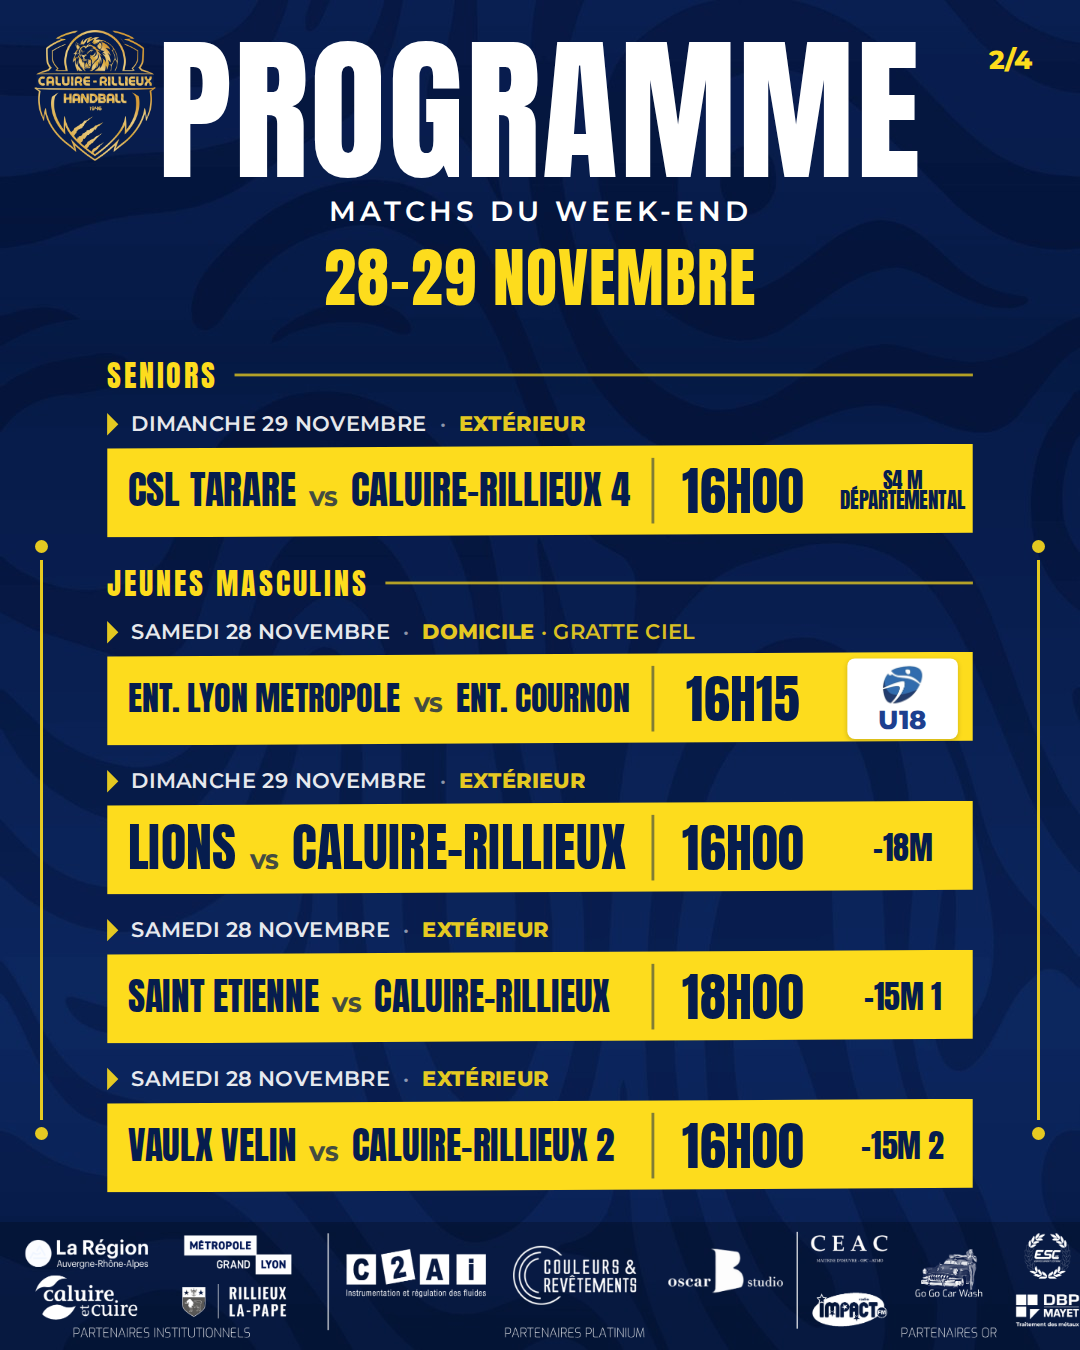 CALUIRE-RILLIEUX
HANDBALL
PROGRAMME
2/4
MATCHS DU WEEK-END
28-29 NOVEMBRE
SENIORS
DIMANCHE 29 NOVEMBRE · EXTÉRIEUR
CSL TARARE vs CALUIRE-RILLIEUX 4 16H00 S4 M
DÉPARTEMENTAL
JEUNES MASCULINS
SAMEDI 28 NOVEMBRE · DOMICILE · GRATTE CIEL
ENT. LYON METROPOLE vs ENT. COURNON 16H15 U18
DIMANCHE 29 NOVEMBRE · EXTÉRIEUR
LIONS vs CALUIRE-RILLIEUX 16H00 -18M
SAMEDI 28 NOVEMBRE · EXTÉRIEUR
SAINT ETIENNE vs CALUIRE-RILLIEUX 18H00 -15M 1
SAMEDI 28 NOVEMBRE · EXTÉRIEUR
VAULX VELIN vs CALUIRE-RILLIEUX 2 16H00 -15M 2
La Région
Auvergne-Rhône-Alpes
MÉTROPOLE
GRAND LYON
caluire
et cuire
RILLIEUX
LA-PAPE
PARTENAIRES INSTITUTIONNELS
C2Ai
Instrumentation et régulation des fluides
COULEURS &
REVÊTEMENTS
oscar B studio
PARTENAIRES PLATINIUM
CEAC
radio
IMPACT FM
Go Go Car Wash
ESC
DBP
MAYET
Traitement des métaux
PARTENAIRES OR